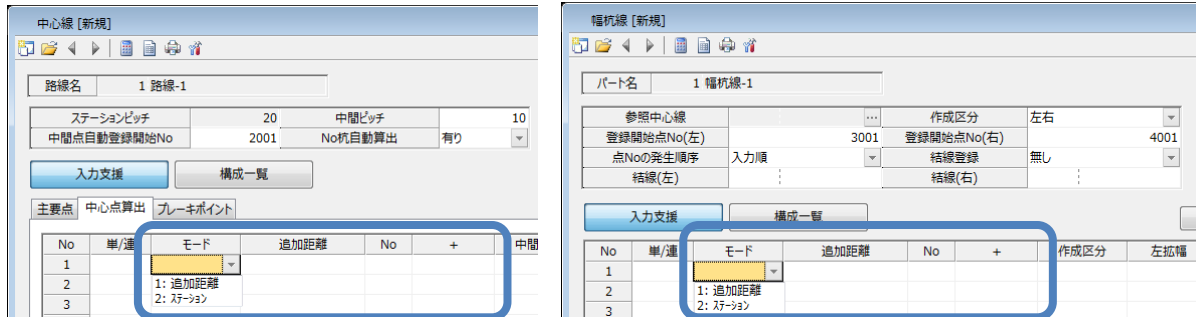 中心線 [新規]
路線名 1 路線-1
ステーションピッチ 20 中間ピッチ 10
中間点自動登録開始No 2001 No杭自動算出 有り
入力支援 構成一覧
主要点 中心点算出 ブレーキポイント
No 単/連 モード 追加距離 No + 中間
1
1: 追加距離
2
2: ステーション
3
幅杭線 [新規]
パート名 1 幅杭線-1
参照中心線 ... 作成区分 左右
登録開始点No(左) 3001 登録開始点No(右) 4001
点Noの発生順序 入力順 結線登録 無し
結線(左) 結線(右)
入力支援 構成一覧
No 単/連 モード 追加距離 No + 作成区分 左拡幅
1
1: 追加距離
2
2: ステーション
3